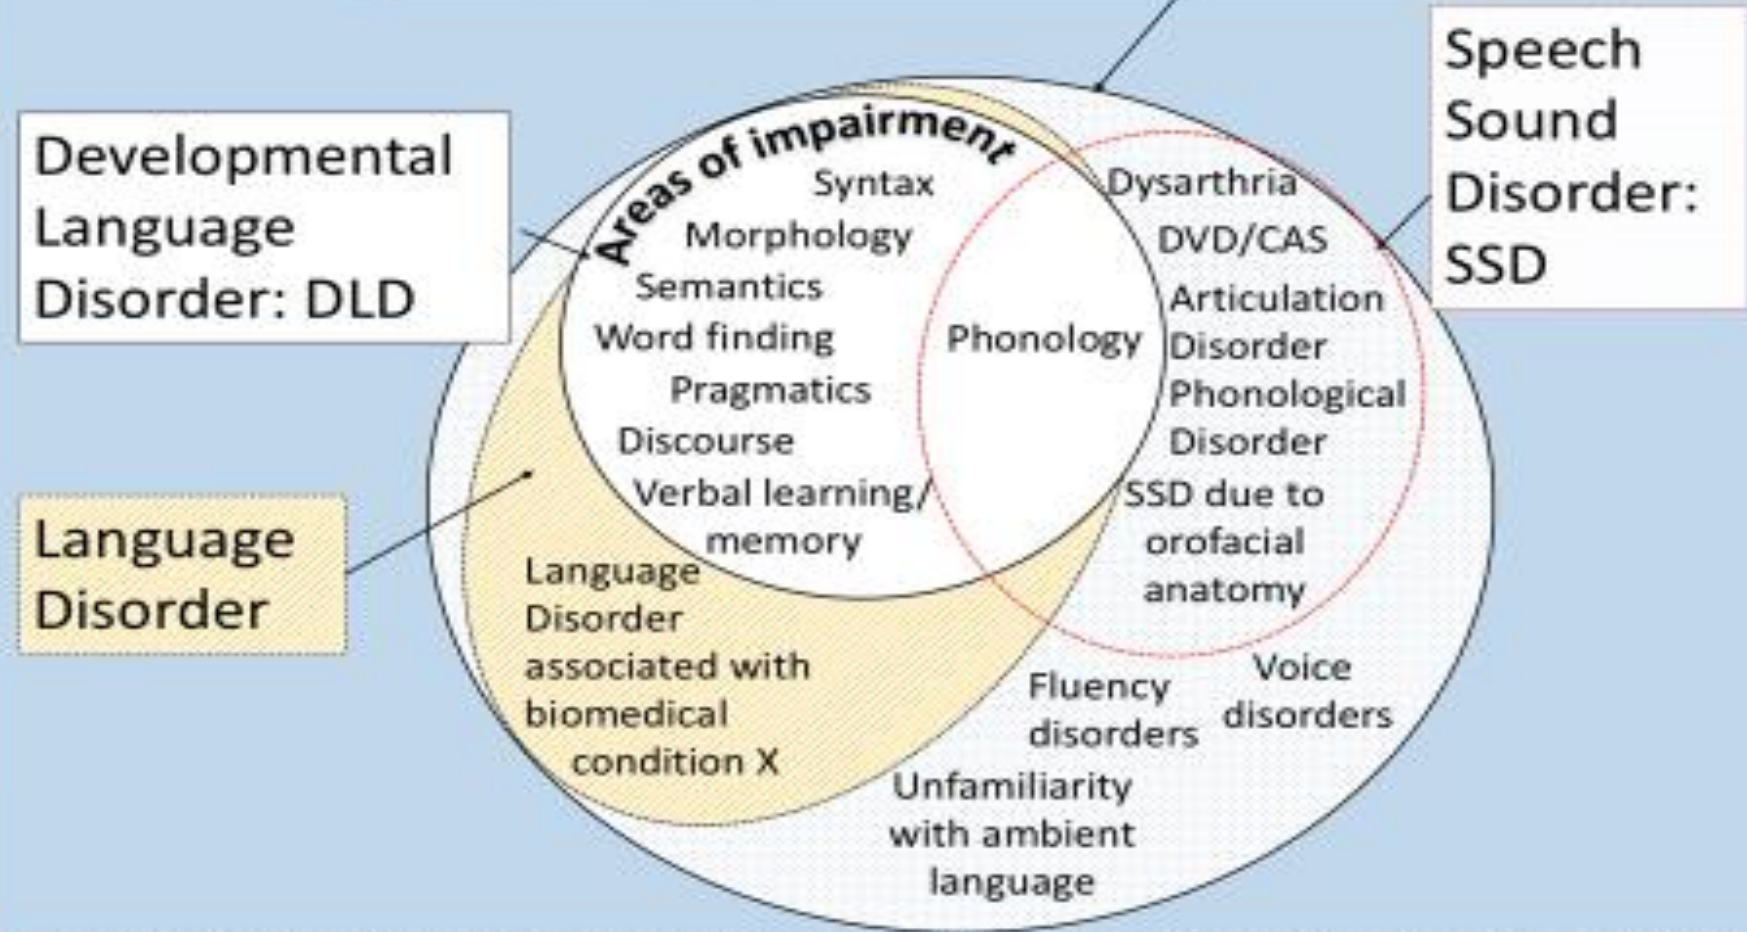 Speech
Sound
Disorder:
SSD
Developmental
Language
Disorder: DLD
Language
Disorder
Areas of impairment
Syntax
Morphology
Semantics
Word finding
Pragmatics
Discourse
Verbal learning/
memory
Phonology
Dysarthria
DVD/CAS
Articulation
Disorder
Phonological
Disorder
SSD due to
orofacial
anatomy
Language
Disorder
associated with
biomedical
condition X
Fluency
disorders
Voice
disorders
Unfamiliarity
with ambient
language